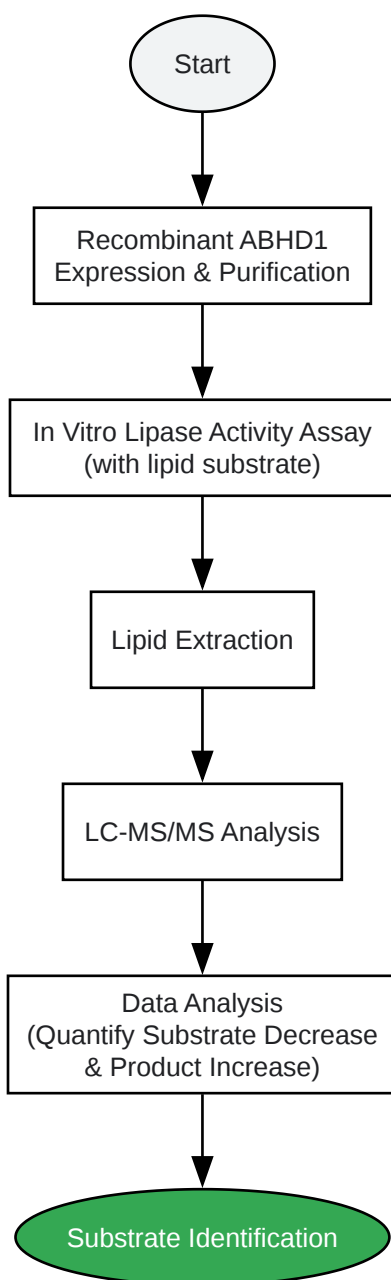 Start
Recombinant ABHD1
Expression & Purification
In Vitro Lipase Activity Assay
(with lipid substrate)
Lipid Extraction
LC-MS/MS Analysis
Data Analysis
(Quantify Substrate Decrease
& Product Increase)
Substrate Identification